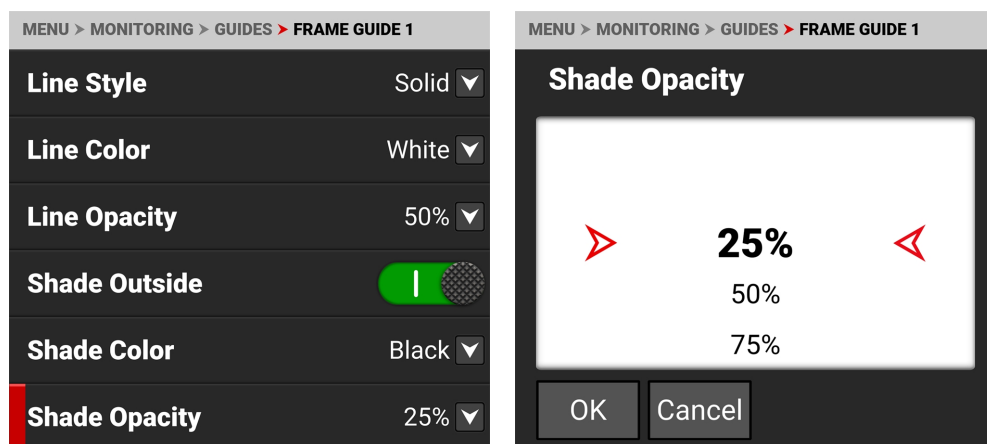 MENU > MONITORING > GUIDES > FRAME GUIDE 1
Line Style Solid
Line Color White
Line Opacity 50%
Shade Outside
Shade Color Black
Shade Opacity 25%
MENU > MONITORING > GUIDES > FRAME GUIDE 1
Shade Opacity
25%
50%
75%
OK Cancel